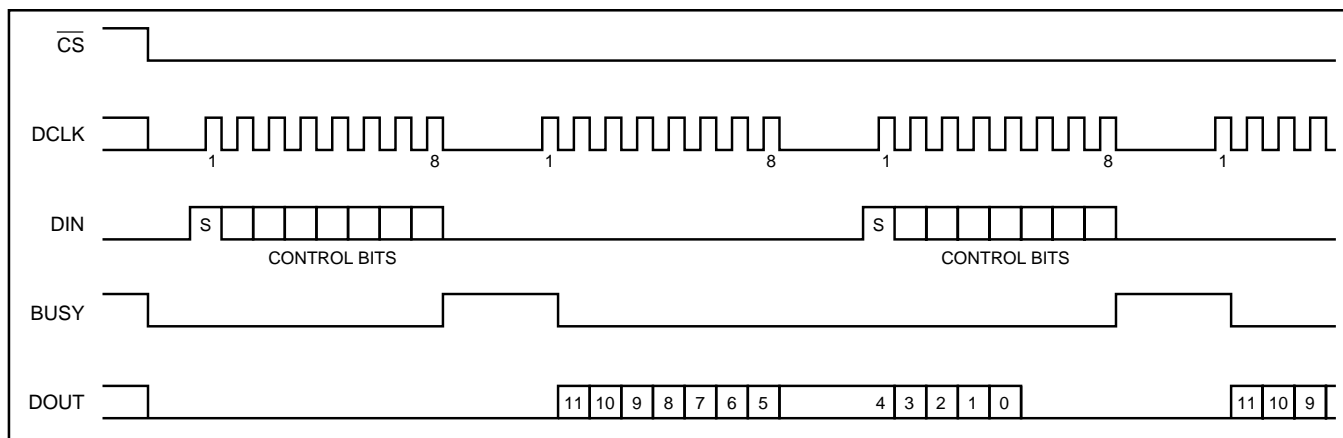 CS
DCLK
1 8 1 8 1 8 1
DIN
S S
CONTROL BITS CONTROL BITS
BUSY
DOUT
11 10 9 8 7 6 5 4 3 2 1 0 11 10 9